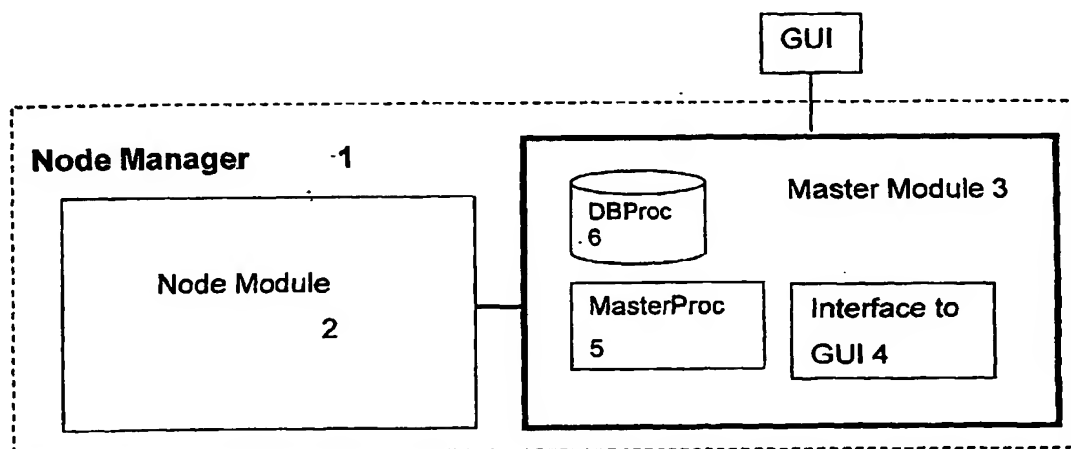 GUI
Node Manager 1
Master Module 3
DBProc
6
Node Module
2
MasterProc
5
Interface to
GUI 4